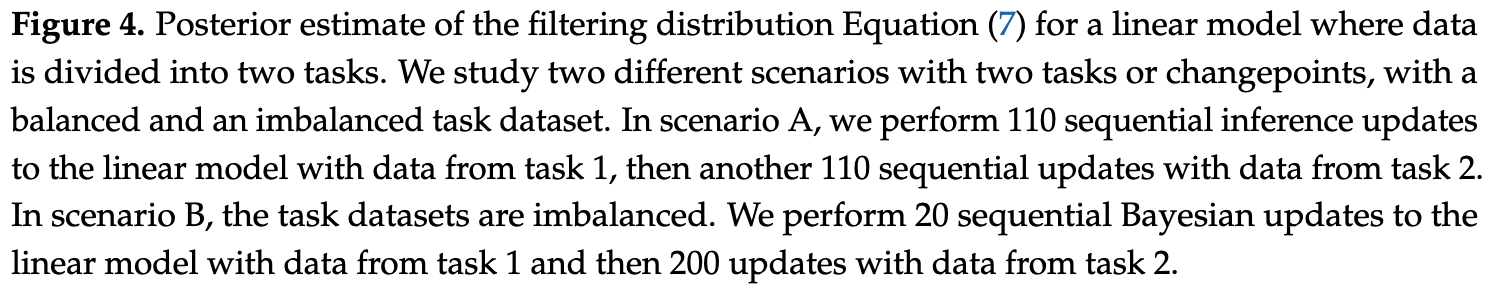 Figure 4. Posterior estimate of the filtering distribution Equation (7) for a linear model where data
is divided into two tasks. We study two different scenarios with two tasks or changepoints, with a
balanced and an imbalanced task dataset. In scenario A, we perform 110 sequential inference updates
to the linear model with data from task 1, then another 110 sequential updates with data from task 2.
In scenario B, the task datasets are imbalanced. We perform 20 sequential Bayesian updates to the
linear model with data from task 1 and then 200 updates with data from task 2.